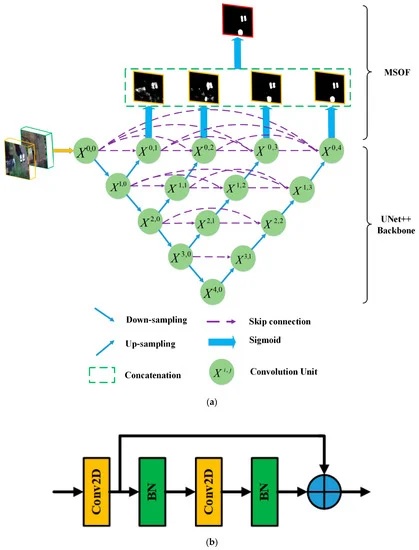 MSOF
X^0,0 X^0,1 X^0,2 X^0,3 X^0,4
X^1,0 X^1,1 X^1,2 X^1,3
X^2,0 X^2,1 X^2,2
X^3,0 X^3,1
X^4,0
UNet++
Backbone
Down-sampling
Skip connection
Up-sampling
Sigmoid
Concatenation
X^i,j
Convolution Unit
(a)
Conv2D
BN
Conv2D
BN
(b)